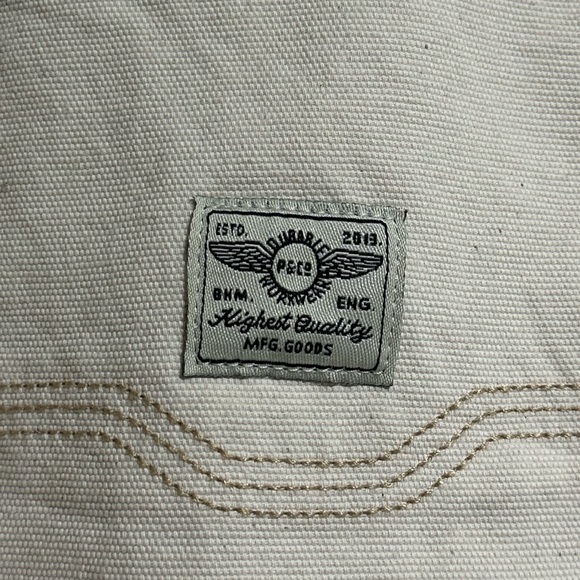 ESTD. 2013.
DURABLE
P&Co
WORKWEAR
BHM. ENG
Highest Quality
MFG. GOODS